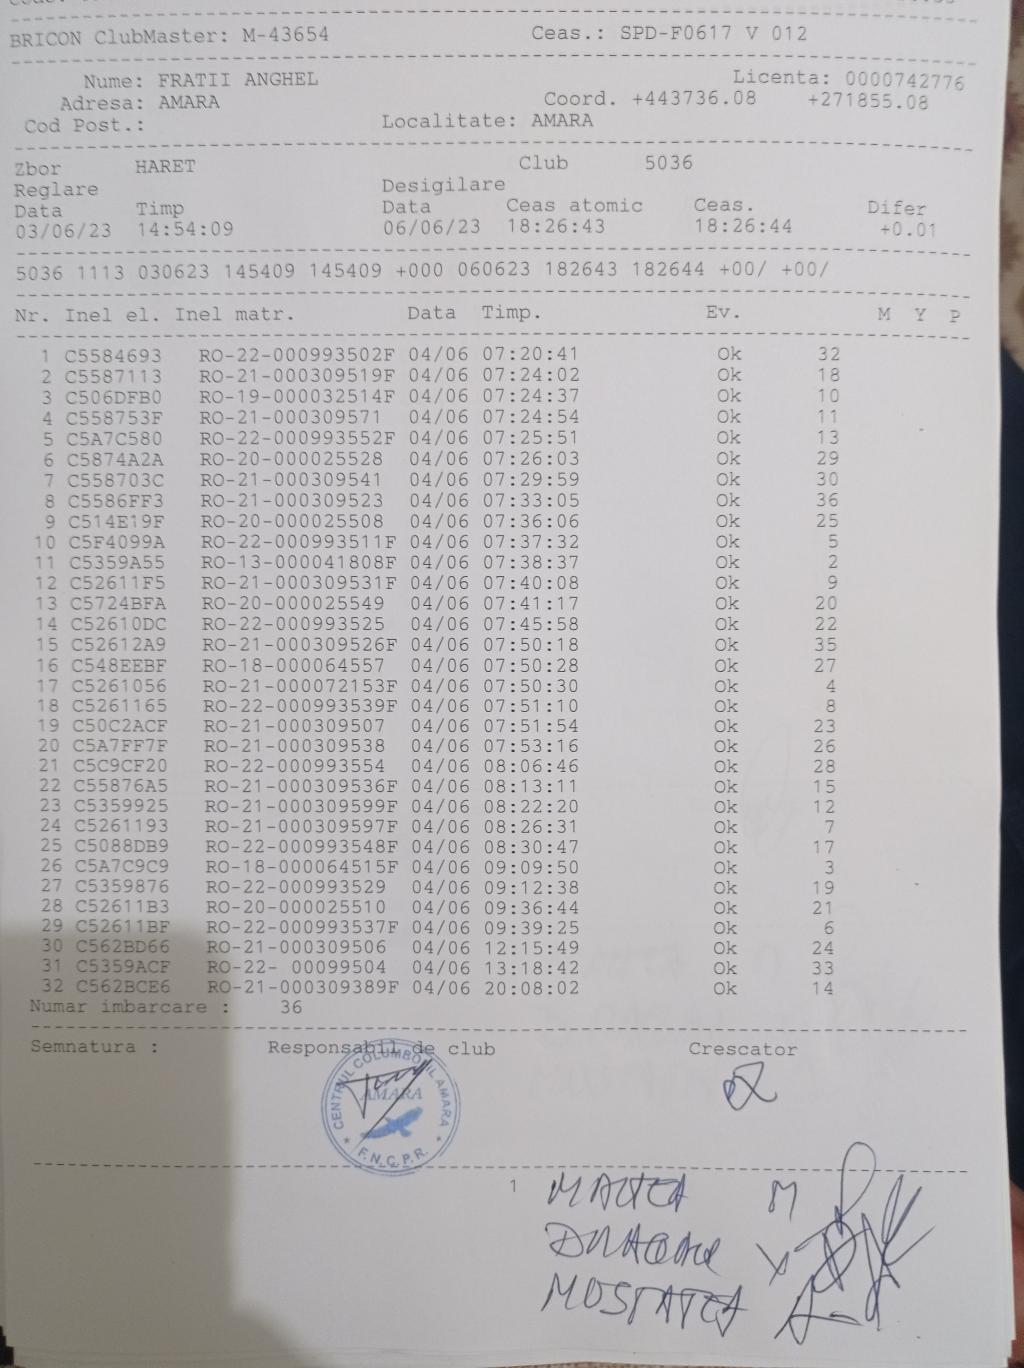 BRICON ClubMaster: M-43654 Ceas.: SPD-F0617 V 012
Nume: FRATII ANGHEL Licenta: 0000742776
Adresa: AMARA Coord. +443736.08 +271855.08
Cod Post.: Localitate: AMARA
Zbor HARET Club 5036
Reglare Desigilare
Data Timp Data Ceas atomic Ceas. Difer
03/06/23 14:54:09 06/06/23 18:26:43 18:26:44 +0.01
5036 1113 030623 145409 145409 +000 060623 182643 182644 +00/ +00/
Nr. Inel el. Inel matr. Data Timp. Ev. M Y P
1 C5584693 RO-22-000993502F 04/06 07:20:41 Ok 32
2 C5587113 RO-21-000309519F 04/06 07:24:02 Ok 18
3 C506DFB0 RO-19-000032514F 04/06 07:24:37 Ok 10
4 C558753F RO-21-000309571 04/06 07:24:54 Ok 11
5 C5A7C580 RO-22-000993552F 04/06 07:25:51 Ok 13
6 C5874A2A RO-20-000025528 04/06 07:26:03 Ok 29
7 C558703C RO-21-000309541 04/06 07:29:59 Ok 30
8 C5586FF3 RO-21-000309523 04/06 07:33:05 Ok 36
9 C514E19F RO-20-000025508 04/06 07:36:06 Ok 25
10 C5F4099A RO-22-000993511F 04/06 07:37:32 Ok 5
11 C5359A55 RO-13-000041808F 04/06 07:38:37 Ok 2
12 C52611F5 RO-21-000309531F 04/06 07:40:08 Ok 9
13 C5724BFA RO-20-000025549 04/06 07:41:17 Ok 20
14 C52610DC RO-22-000993525 04/06 07:45:58 Ok 22
15 C52612A9 RO-21-000309526F 04/06 07:50:18 Ok 35
16 C548EEBF RO-18-000064557 04/06 07:50:28 Ok 27
17 C5261056 RO-21-000072153F 04/06 07:50:30 Ok 4
18 C5261165 RO-22-000993539F 04/06 07:51:10 Ok 8
19 C50C2ACF RO-21-000309507 04/06 07:51:54 Ok 23
20 C5A7FF7F RO-21-000309538 04/06 07:53:16 Ok 26
21 C5C9CF20 RO-22-000993554 04/06 08:06:46 Ok 28
22 C55876A5 RO-21-000309536F 04/06 08:13:11 Ok 15
23 C5359925 RO-21-000309599F 04/06 08:22:20 Ok 12
24 C5261193 RO-21-000309597F 04/06 08:26:31 Ok 7
25 C5088DB9 RO-22-000993548F 04/06 08:30:47 Ok 17
26 C5A7C9C9 RO-18-000064515F 04/06 09:09:50 Ok 3
27 C5359876 RO-22-000993529 04/06 09:12:38 Ok 19
28 C52611B3 RO-20-000025510 04/06 09:36:44 Ok 21
29 C52611BF RO-22-000993537F 04/06 09:39:25 Ok 6
30 C562BD66 RO-21-000309506 04/06 12:15:49 Ok 24
31 C5359ACF RO-22- 00099504 04/06 13:18:42 Ok 33
32 C562BCE6 RO-21-000309389F 04/06 20:08:02 Ok 14
Numar imbarcare : 36
Semnatura : Responsabil de club Crescator
CENTRUL COLUMBOFIL AMARA
AMARA
F.N.C.P.R.
1
MOSTATEA